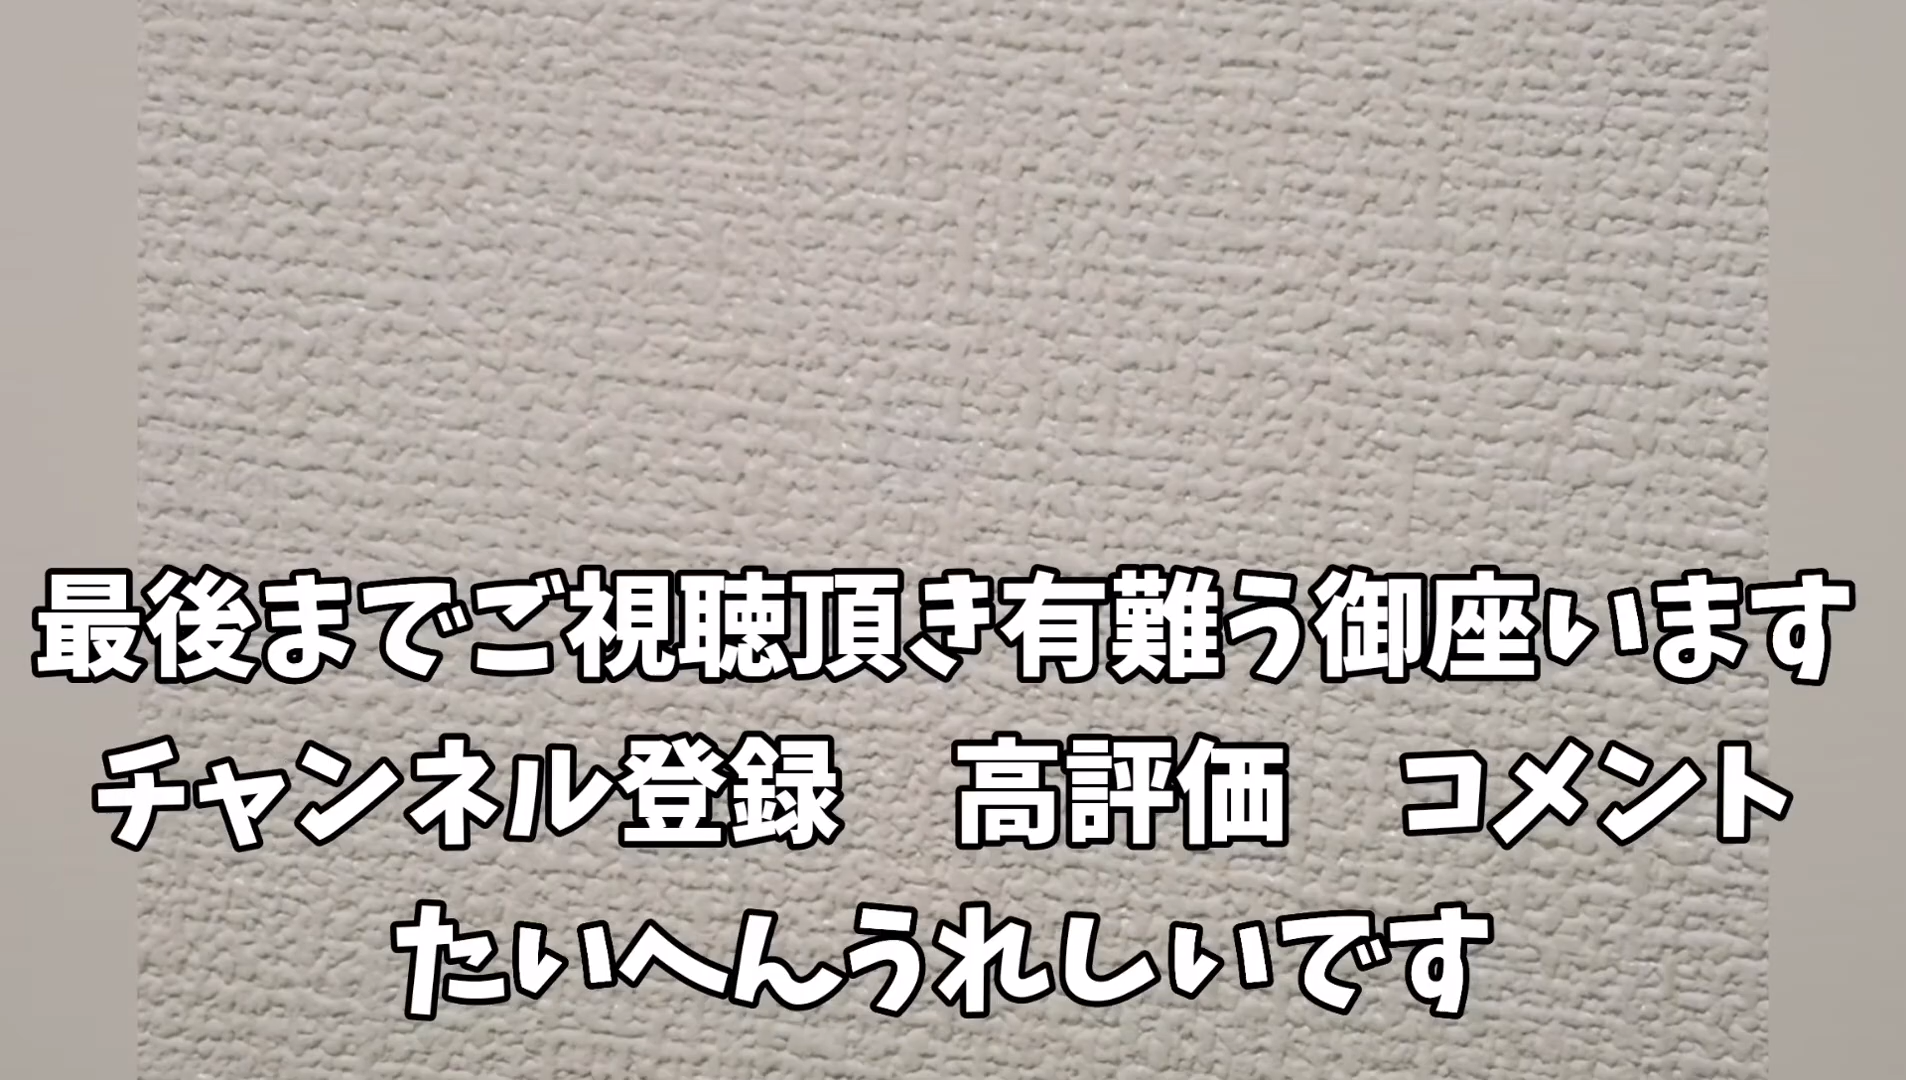 最後までご視聴頂き有難う御座います
チャンネル登録　高評価　コメント
たいへんうれしいです